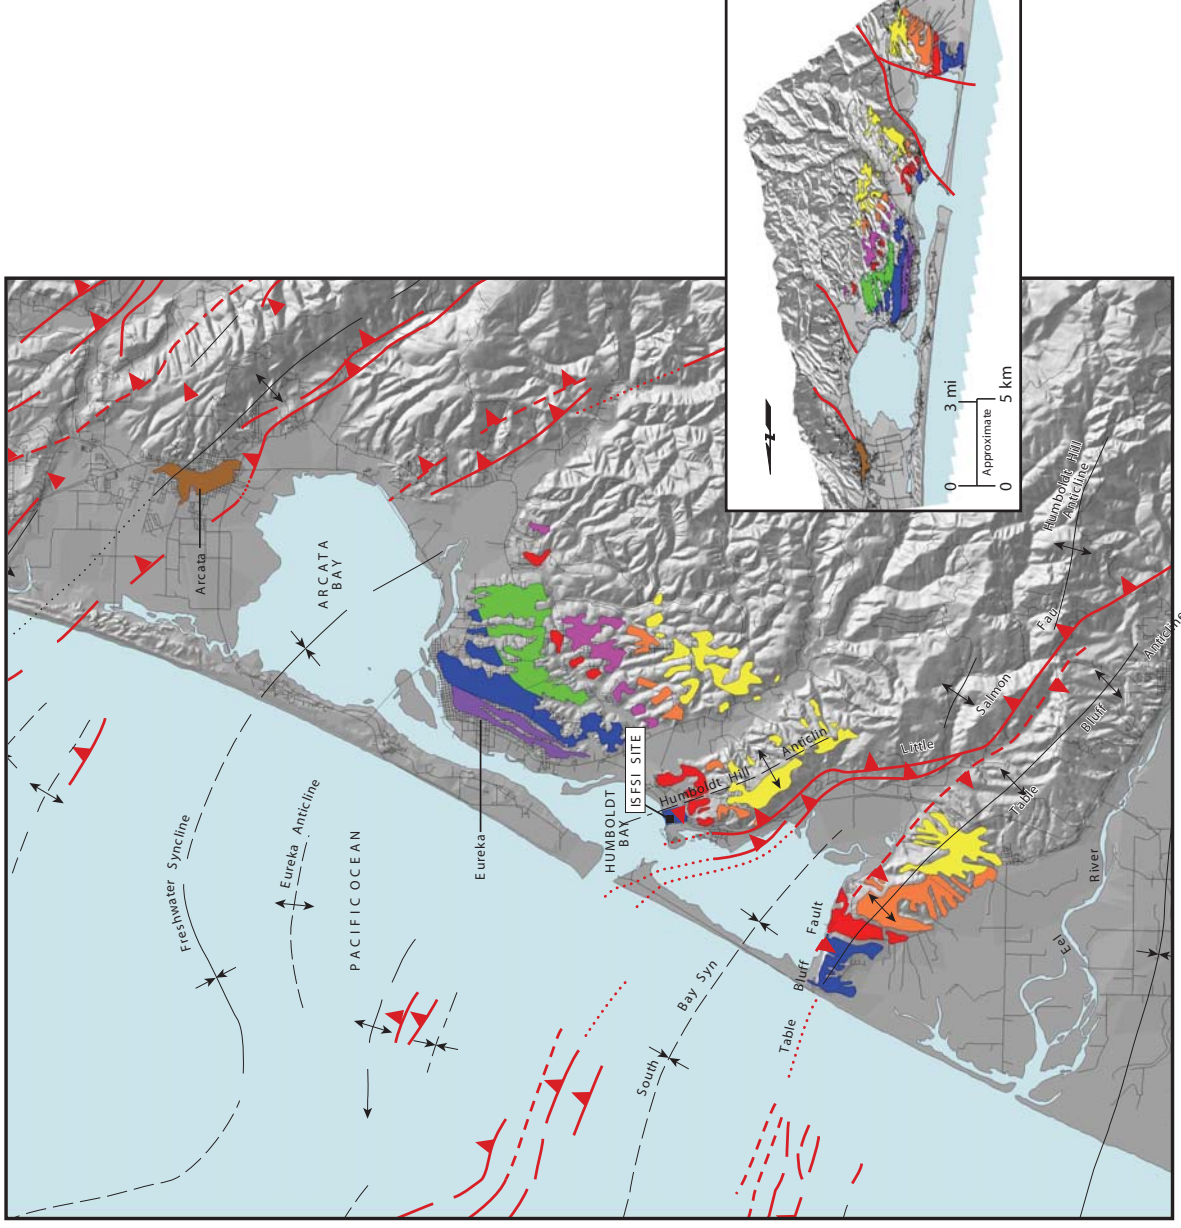 3 mi
5 km
Approximate
0
0
N
Humboldt Hill
Anticline
ARCATA
BAY
Arcata
Fau
Anticline
Salmon
Bluff
Little
Anticlin
Humboldt Hill
ISFSI SITE
HUMBOLDT
BAY
Table
Eureka
Eureka Anticline
Freshwater Syncline
PACIFIC OCEAN
River
Eel
Fault
Bluff
Table
Bay Syn
South